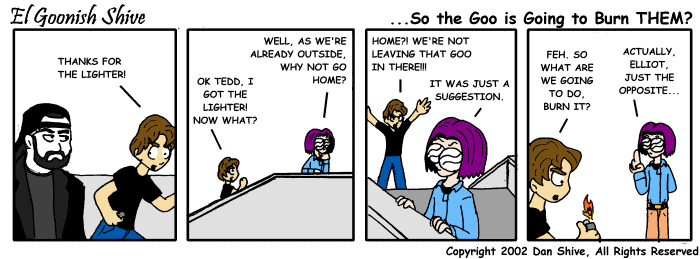 El Goonish Shive
...So the Goo is Going to Burn THEM?
THANKS FOR
THE LIGHTER!
OK TEDD, I
GOT THE
LIGHTER!
NOW WHAT?
WELL, AS WE'RE
ALREADY OUTSIDE,
WHY NOT GO
HOME?
HOME?! WE'RE NOT
LEAVING THAT GOO
IN THERE!!!
IT WAS JUST A
SUGGESTION.
FEH. SO
WHAT ARE
WE GOING
TO DO,
BURN IT?
ACTUALLY,
ELLIOT,
JUST THE
OPPOSITE...
Copyright 2002 Dan Shive, All Rights Reserved